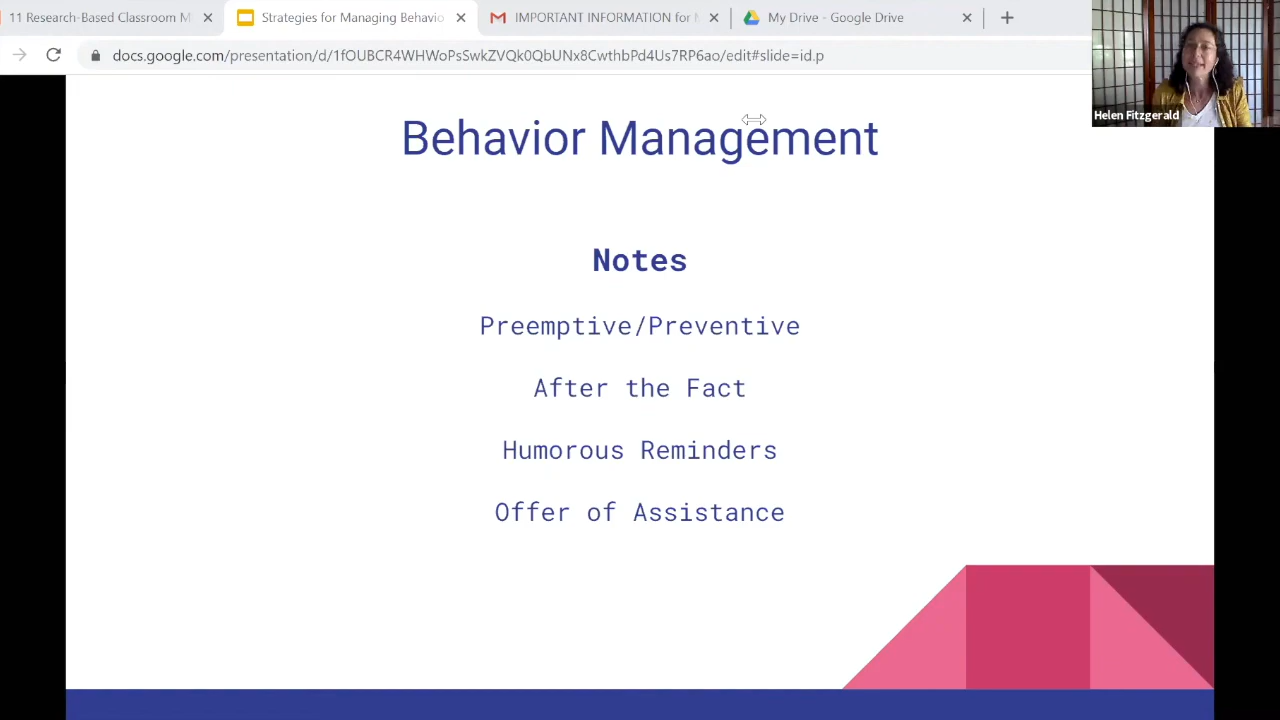 11 Research-Based Classroom M
Strategies for Managing Behavio
IMPORTANT INFORMATION for
My Drive - Google Drive
docs.google.com/presentation/d/1fOUBCR4WHWoPsSwkZVQk0QbUNx8CwthbPd4Us7RP6ao/edit#slide=id.p
Helen Fitzgerald
Behavior Management
Notes
Preemptive/Preventive
After the Fact
Humorous Reminders
Offer of Assistance